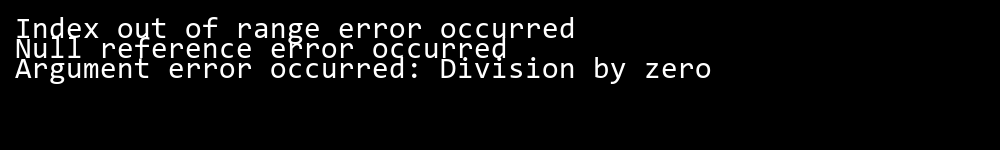 Index out of range error occurred
Null reference error occurred
Argument error occurred: Division by zero